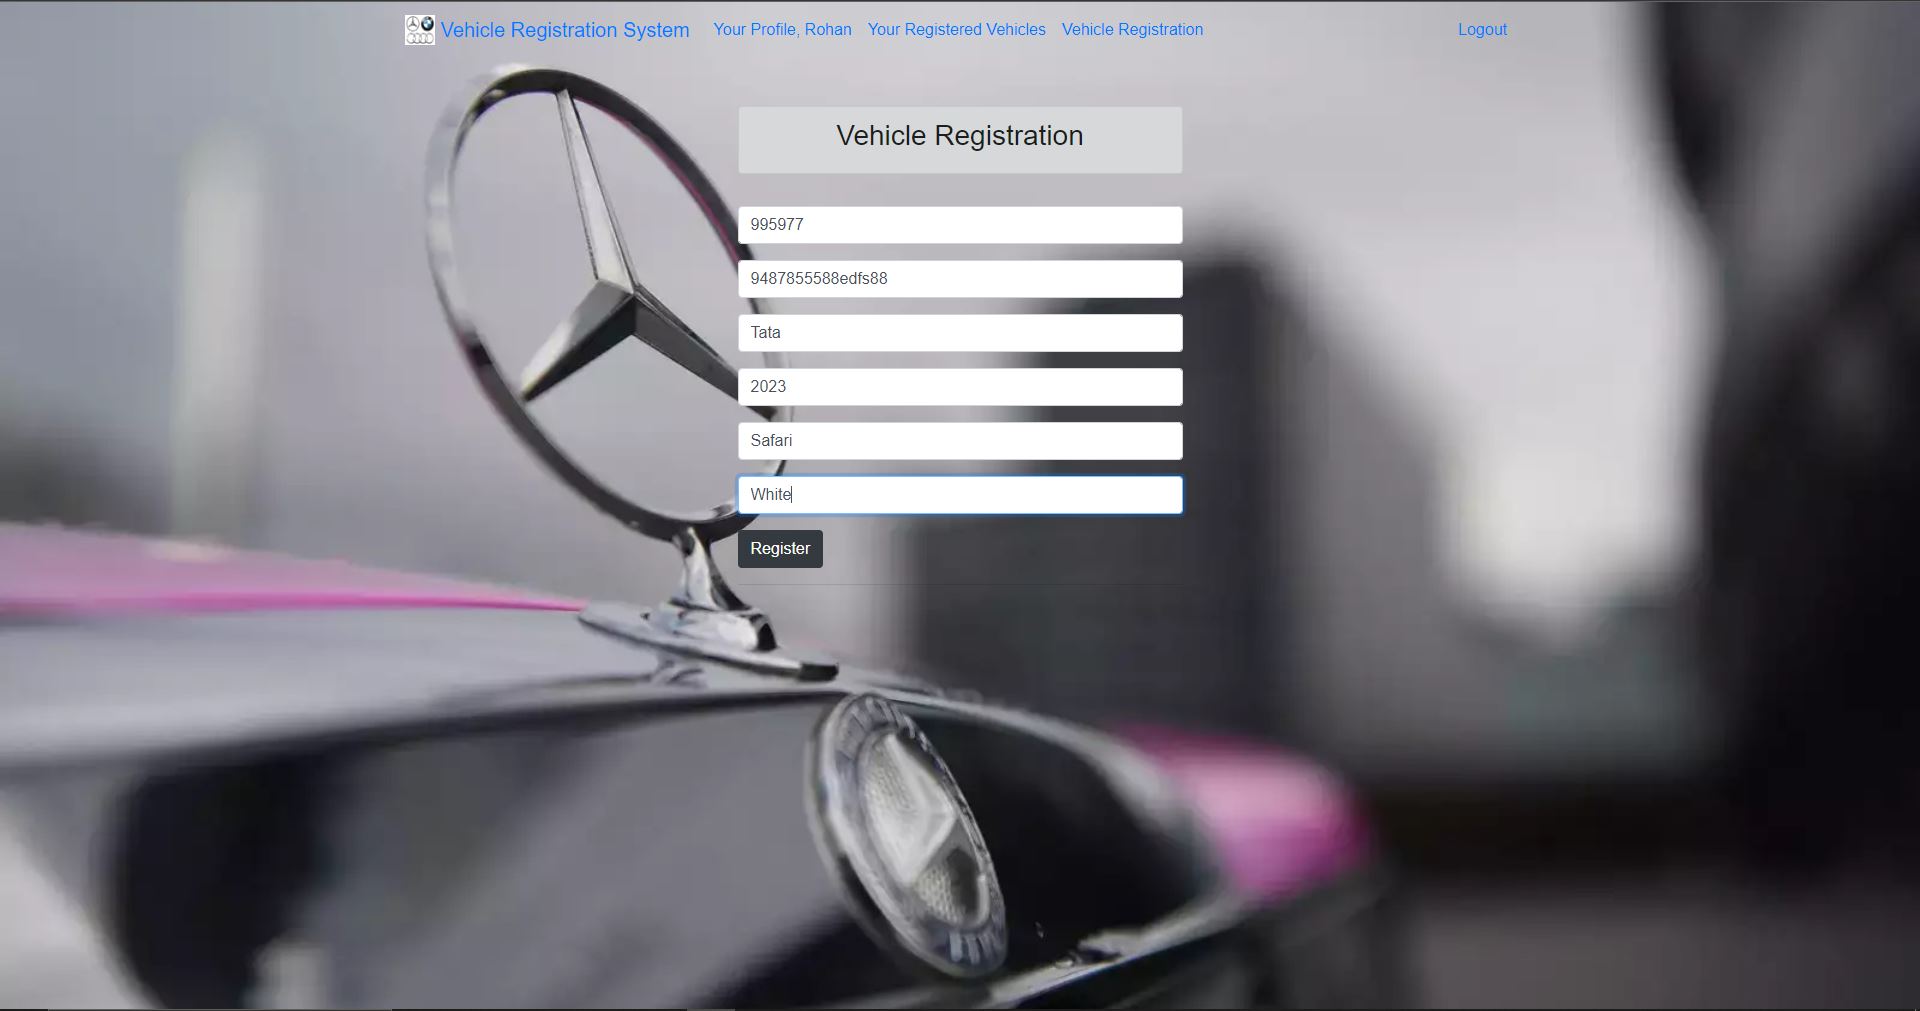 Vehicle Registration System Your Profile, Rohan Your Registered Vehicles Vehicle Registration Logout
Vehicle Registration
995977
9487855588edfs88
Tata
2023
Safari
White
Register